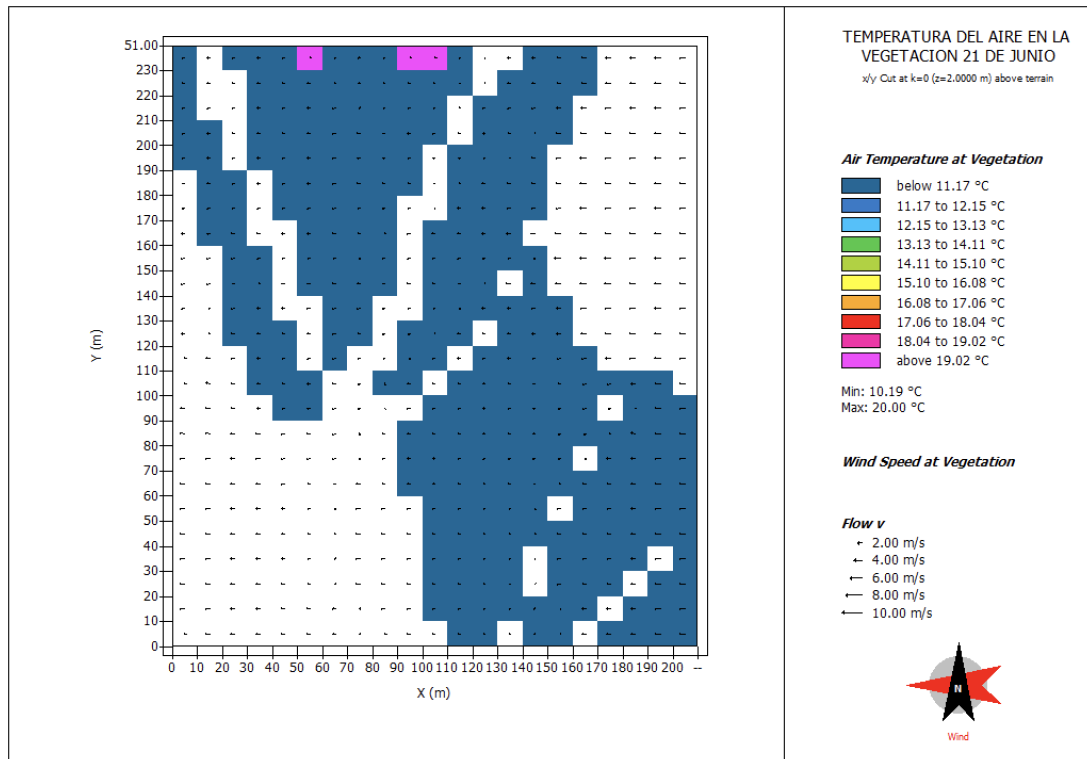 TEMPERATURA DEL AIRE EN LA
VEGETACION 21 DE JUNIO
x/y Cut at k=0 (z=2.0000 m) above terrain
Air Temperature at Vegetation
below 11.17 °C
11.17 to 12.15 °C
12.15 to 13.13 °C
13.13 to 14.11 °C
14.11 to 15.10 °C
15.10 to 16.08 °C
16.08 to 17.06 °C
17.06 to 18.04 °C
18.04 to 19.02 °C
above 19.02 °C
Min: 10.19 °C
Max: 20.00 °C
Wind Speed at Vegetation
Flow v
2.00 m/s
4.00 m/s
6.00 m/s
8.00 m/s
10.00 m/s
N
Wind
51.00
230
220
210
200
190
180
170
160
150
140
130
120
110
100
90
80
70
60
50
40
30
20
10
0
Y (m)
0 10 20 30 40 50 60 70 80 90 100 110 120 130 140 150 160 170 180 190 200 --
X (m)